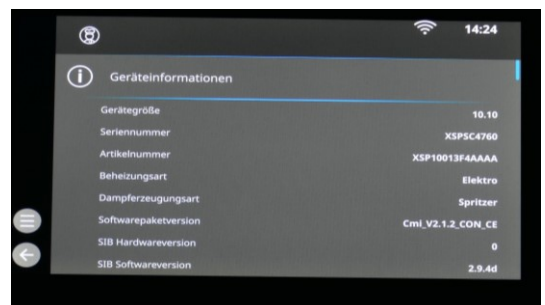 14:24
Geräteinformationen
Gerätegröße 10.10
Seriennummer XSPSC4760
Artikelnummer XSP10013F4AAAA
Beheizungsart Elektro
Dampferzeugungsart Spritzer
Softwarepaketversion Cmi_V2.1.2_CON_CE
SIB Hardwareversion 0
SIB Softwareversion 2.9.4d